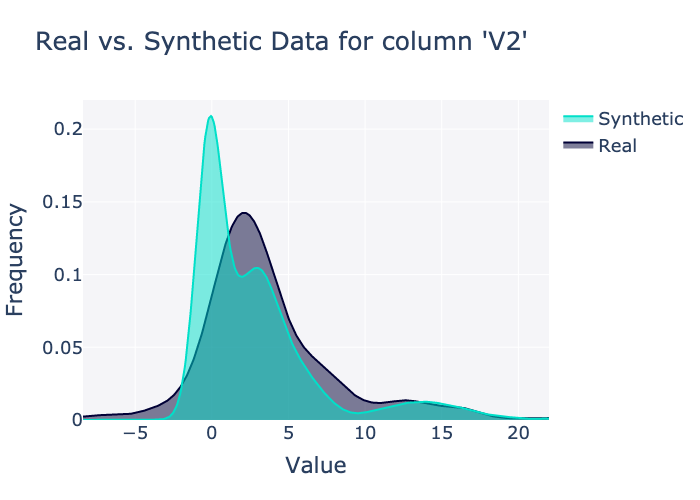 Real vs. Synthetic Data for column 'V2'
Synthetic
Real
Frequency
0.2
0.15
0.1
0.05
0
−5
0
5
10
15
20
Value